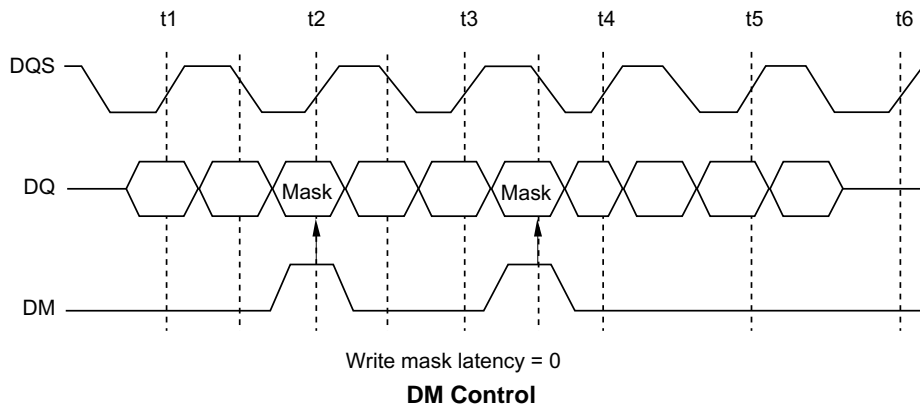 t1 t2 t3 t4 t5 t6
DQS
DQ Mask Mask
DM
Write mask latency = 0
DM Control